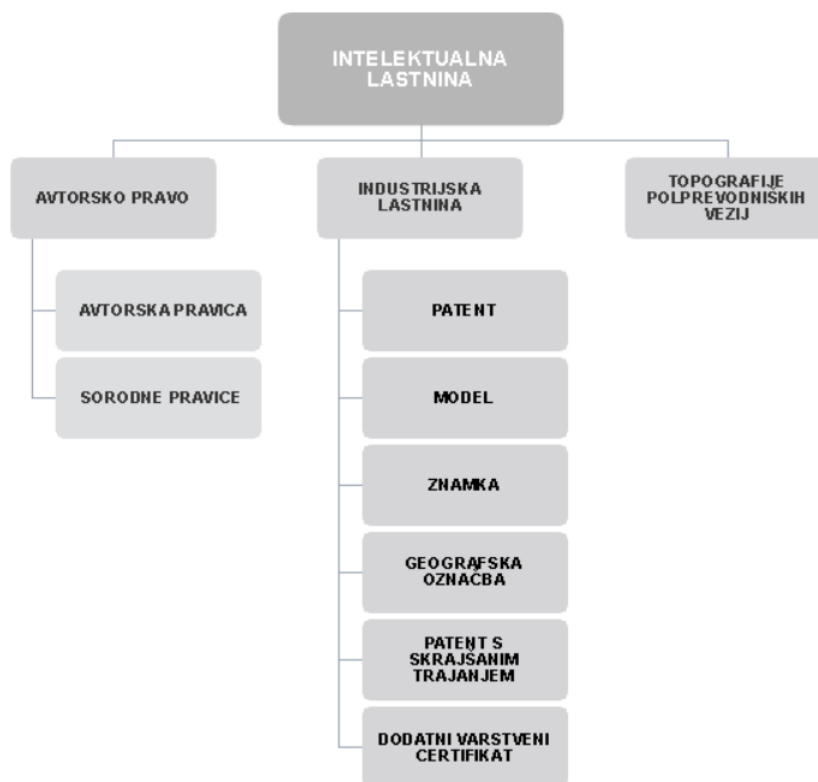 INTELEKTUALNA
LASTNINA
AVTORSKO PRAVO
INDUSTRIJSKA
LASTNINA
TOPOGRAFIJE
POLPREVODNIŠKIH
VEZIJ
AVTORSKA PRAVICA
SORODNE PRAVICE
PATENT
MODEL
ZNAMKA
GEOGRAFSKA
OZNAČBA
PATENT S
SKRAJŠANIM
TRAJANJEM
DODATNI VARSTVENI
CERTIFIKAT